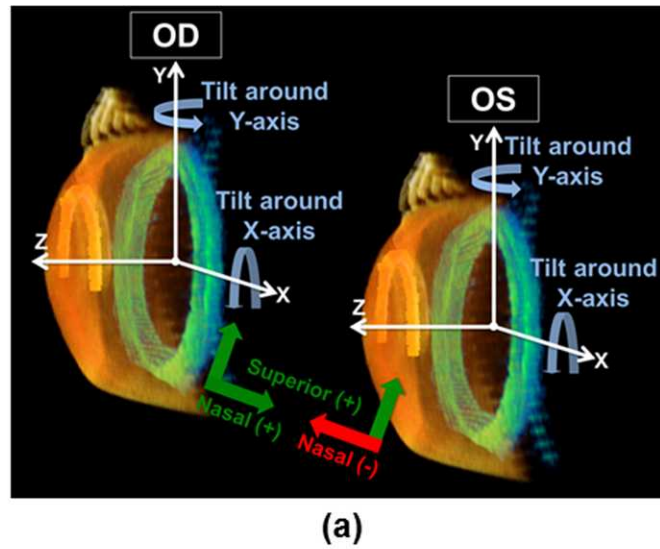 OD
Y
Tilt around
Y-axis
Tilt around
X-axis
Z
X
OS
Y
Tilt around
Y-axis
Tilt around
X-axis
Z
X
Superior (+)
Nasal (+)
Nasal (-)
(a)